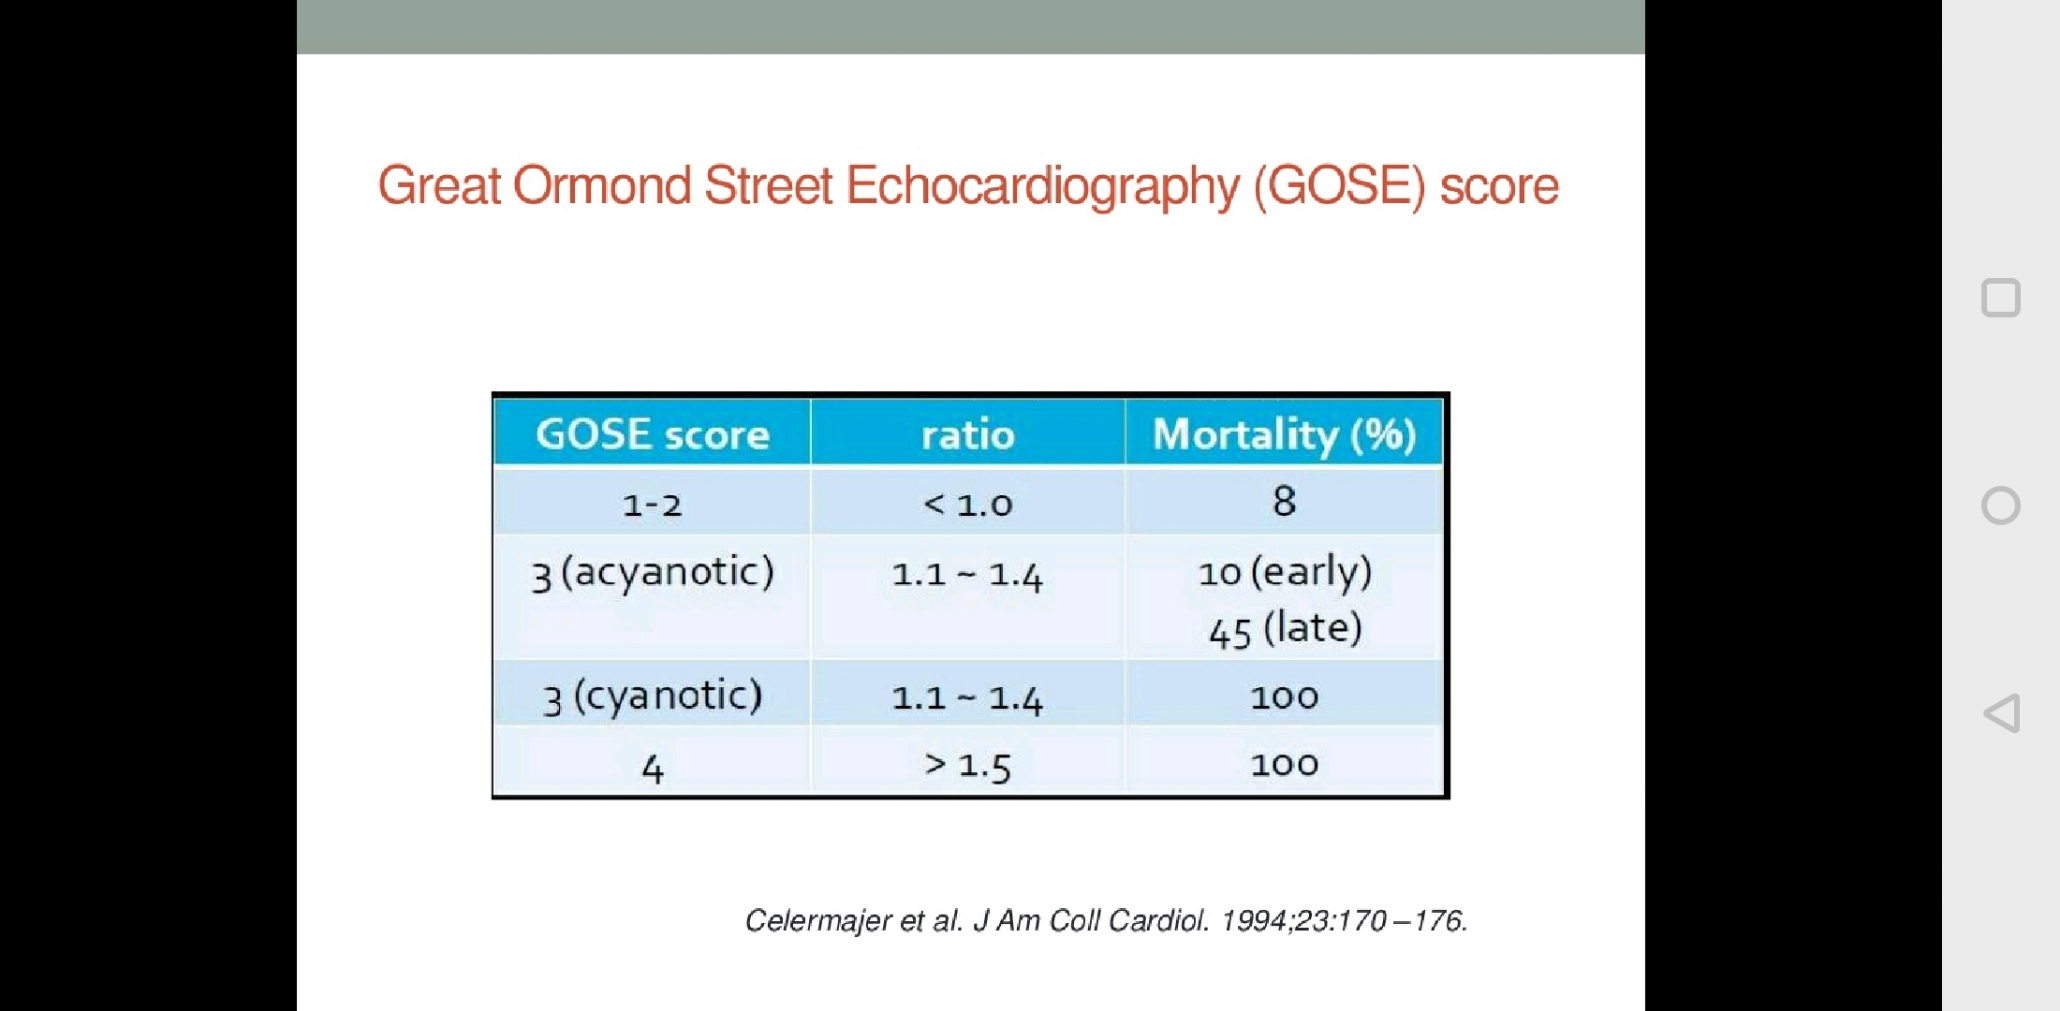 Great Ormond Street Echocardiography (GOSE) score
GOSE score ratio Mortality (%)
1-2 < 1.0 8
3 (acyanotic) 1.1 ~ 1.4 10 (early)
45 (late)
3 (cyanotic) 1.1 ~ 1.4 100
4 > 1.5 100
Celermajer et al. J Am Coll Cardiol. 1994;23:170–176.